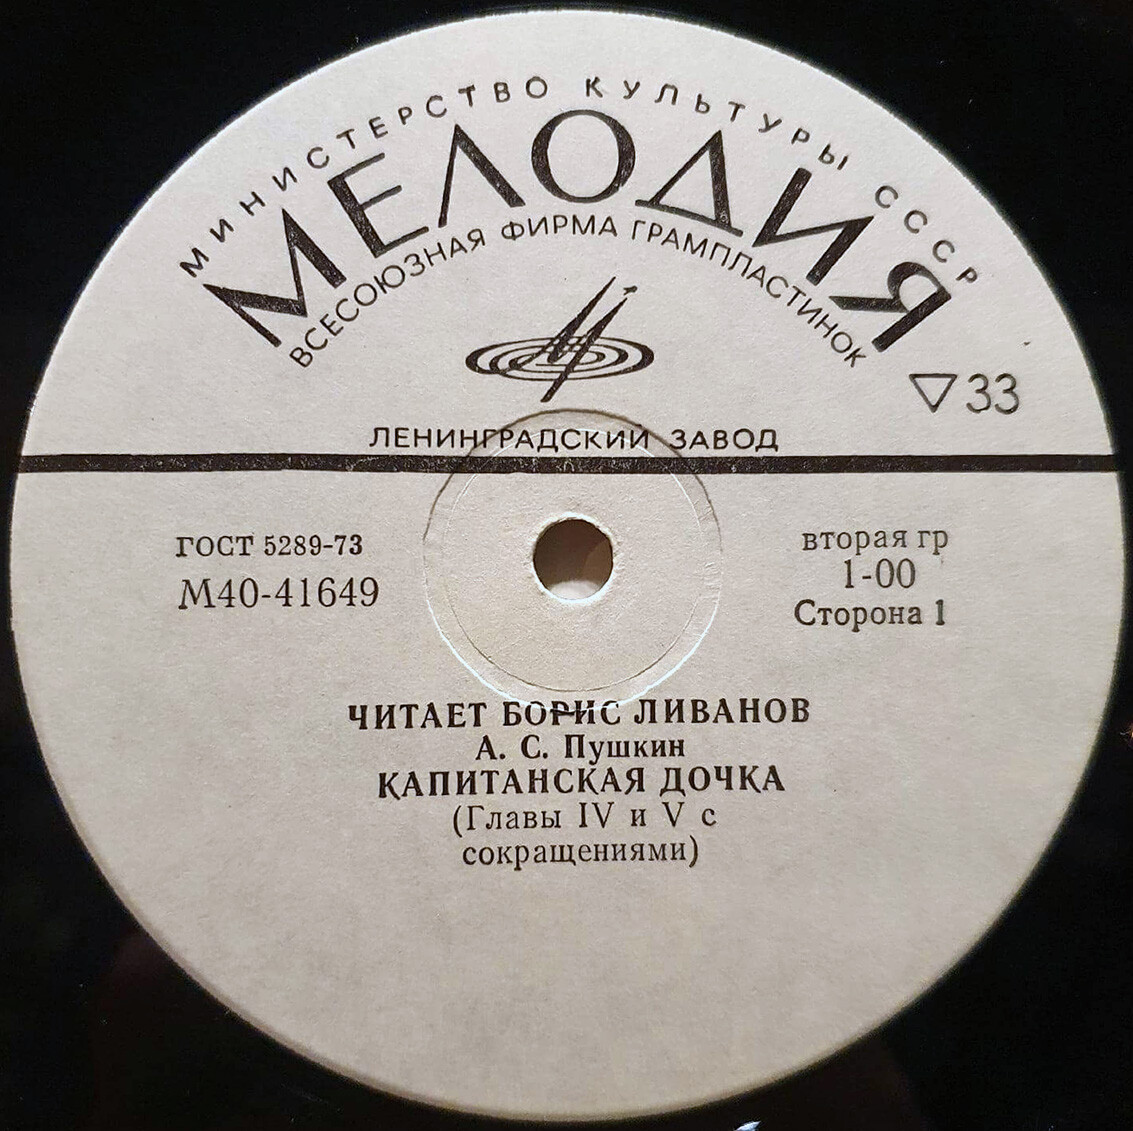 МИНИСТЕРСТВО КУЛЬТУРЫ СССР
МЕЛОДИЯ
ВСЕСОЮЗНАЯ ФИРМА ГРАМПЛАСТИНОК
▽33
ЛЕНИНГРАДСКИЙ ЗАВОД
ГОСТ 5289-73
М40-41649
вторая гр
1-00
Сторона 1
ЧИТАЕТ БОРИС ЛИВАНОВ
А. С. Пушкин
КАПИТАНСКАЯ ДОЧКА
(Главы IV и V с
сокращениями)